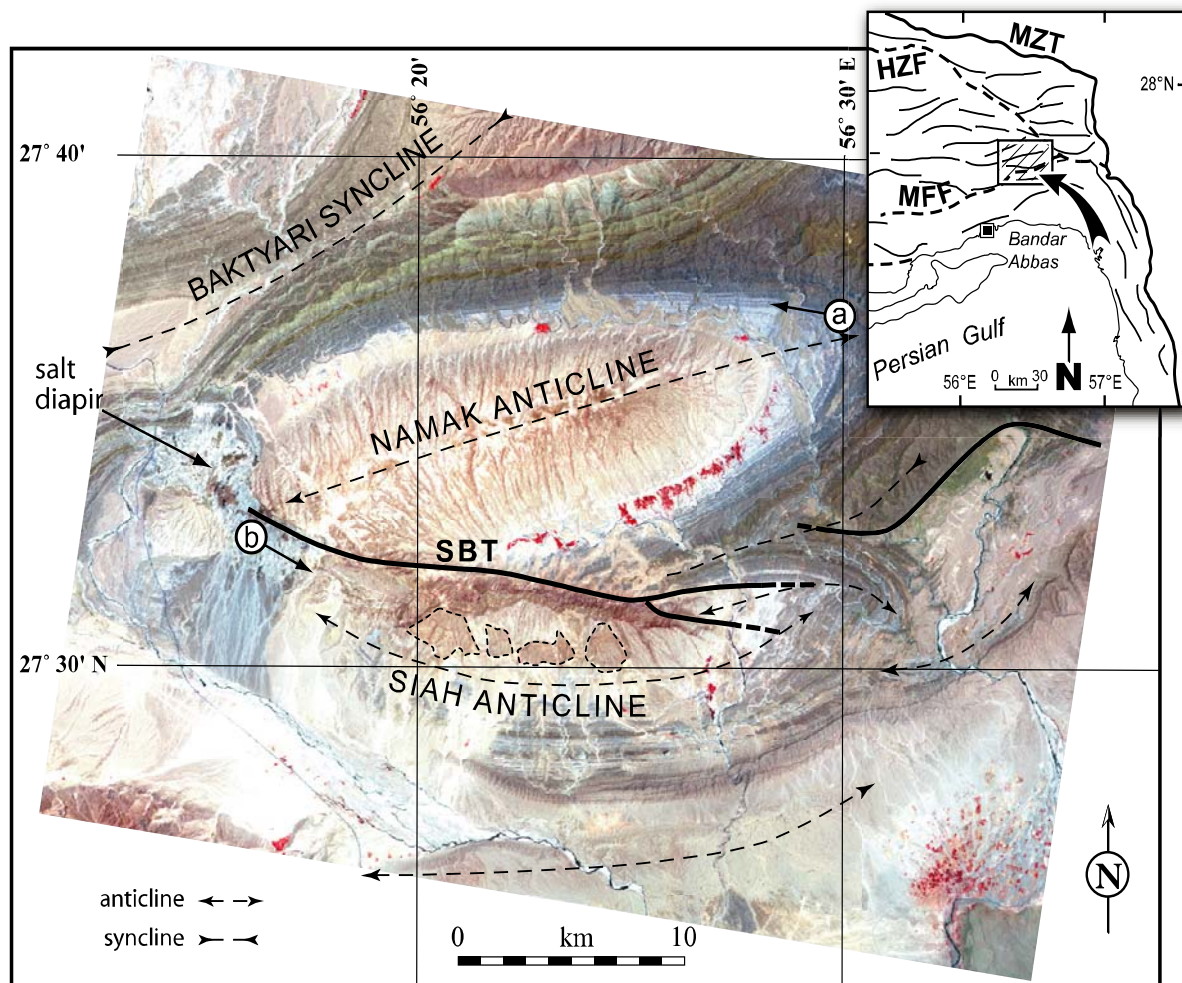 MZT
HZF
28°N
MFF
Bandar
Abbas
Persian Gulf
56°E
0 km 30
N
57°E
56° 20'
56° 30' E
27° 40'
BAKTYARI SYNCLINE
a
salt
diapir
NAMAK ANTICLINE
b
SBT
27° 30' N
SIAH ANTICLINE
anticline
syncline
0 km 10
N